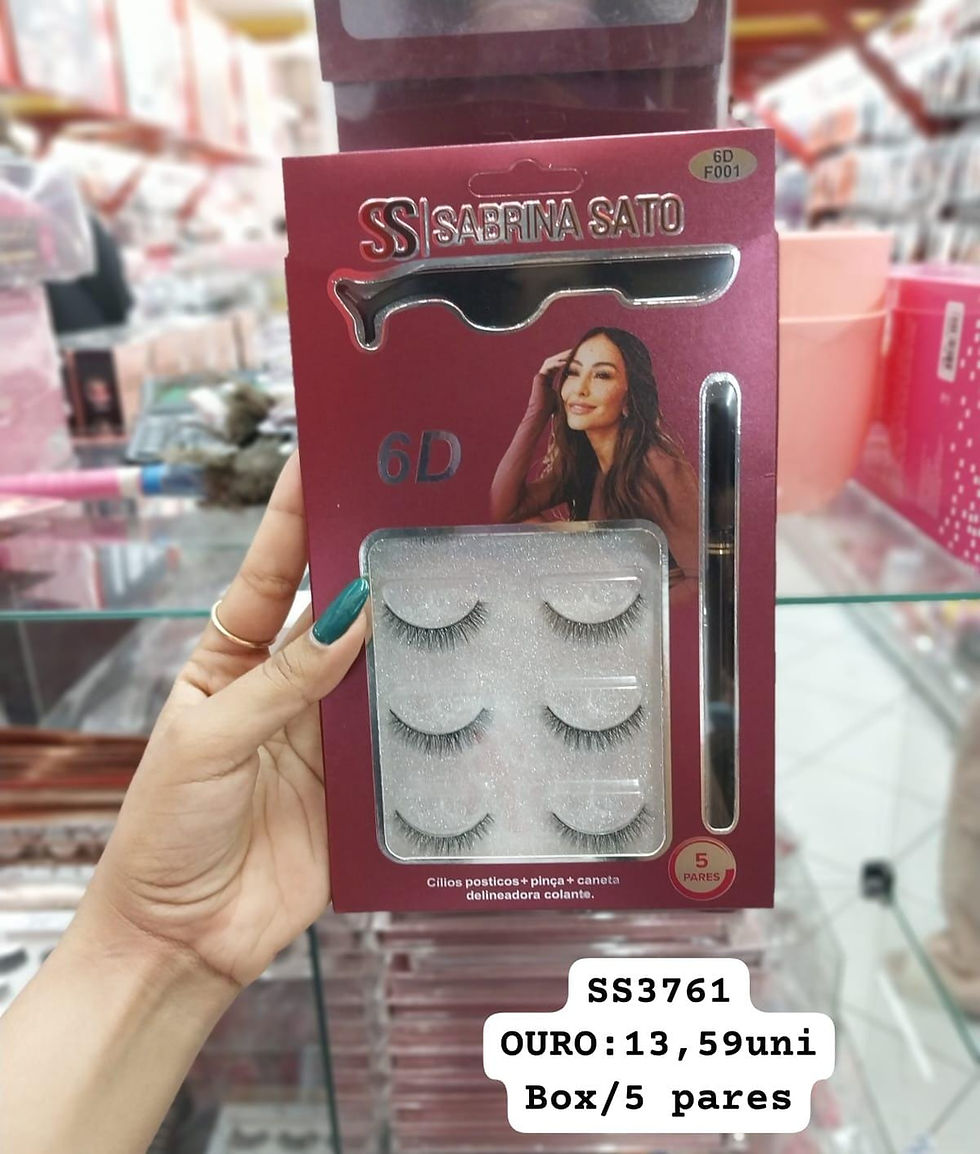 6D
F001
SS|SABRINA SATO
6D
5
PARES
Cílios posticos+pinça+caneta
delineadora colante.
SS3761
OURO:13,59uni
Box/5 pares